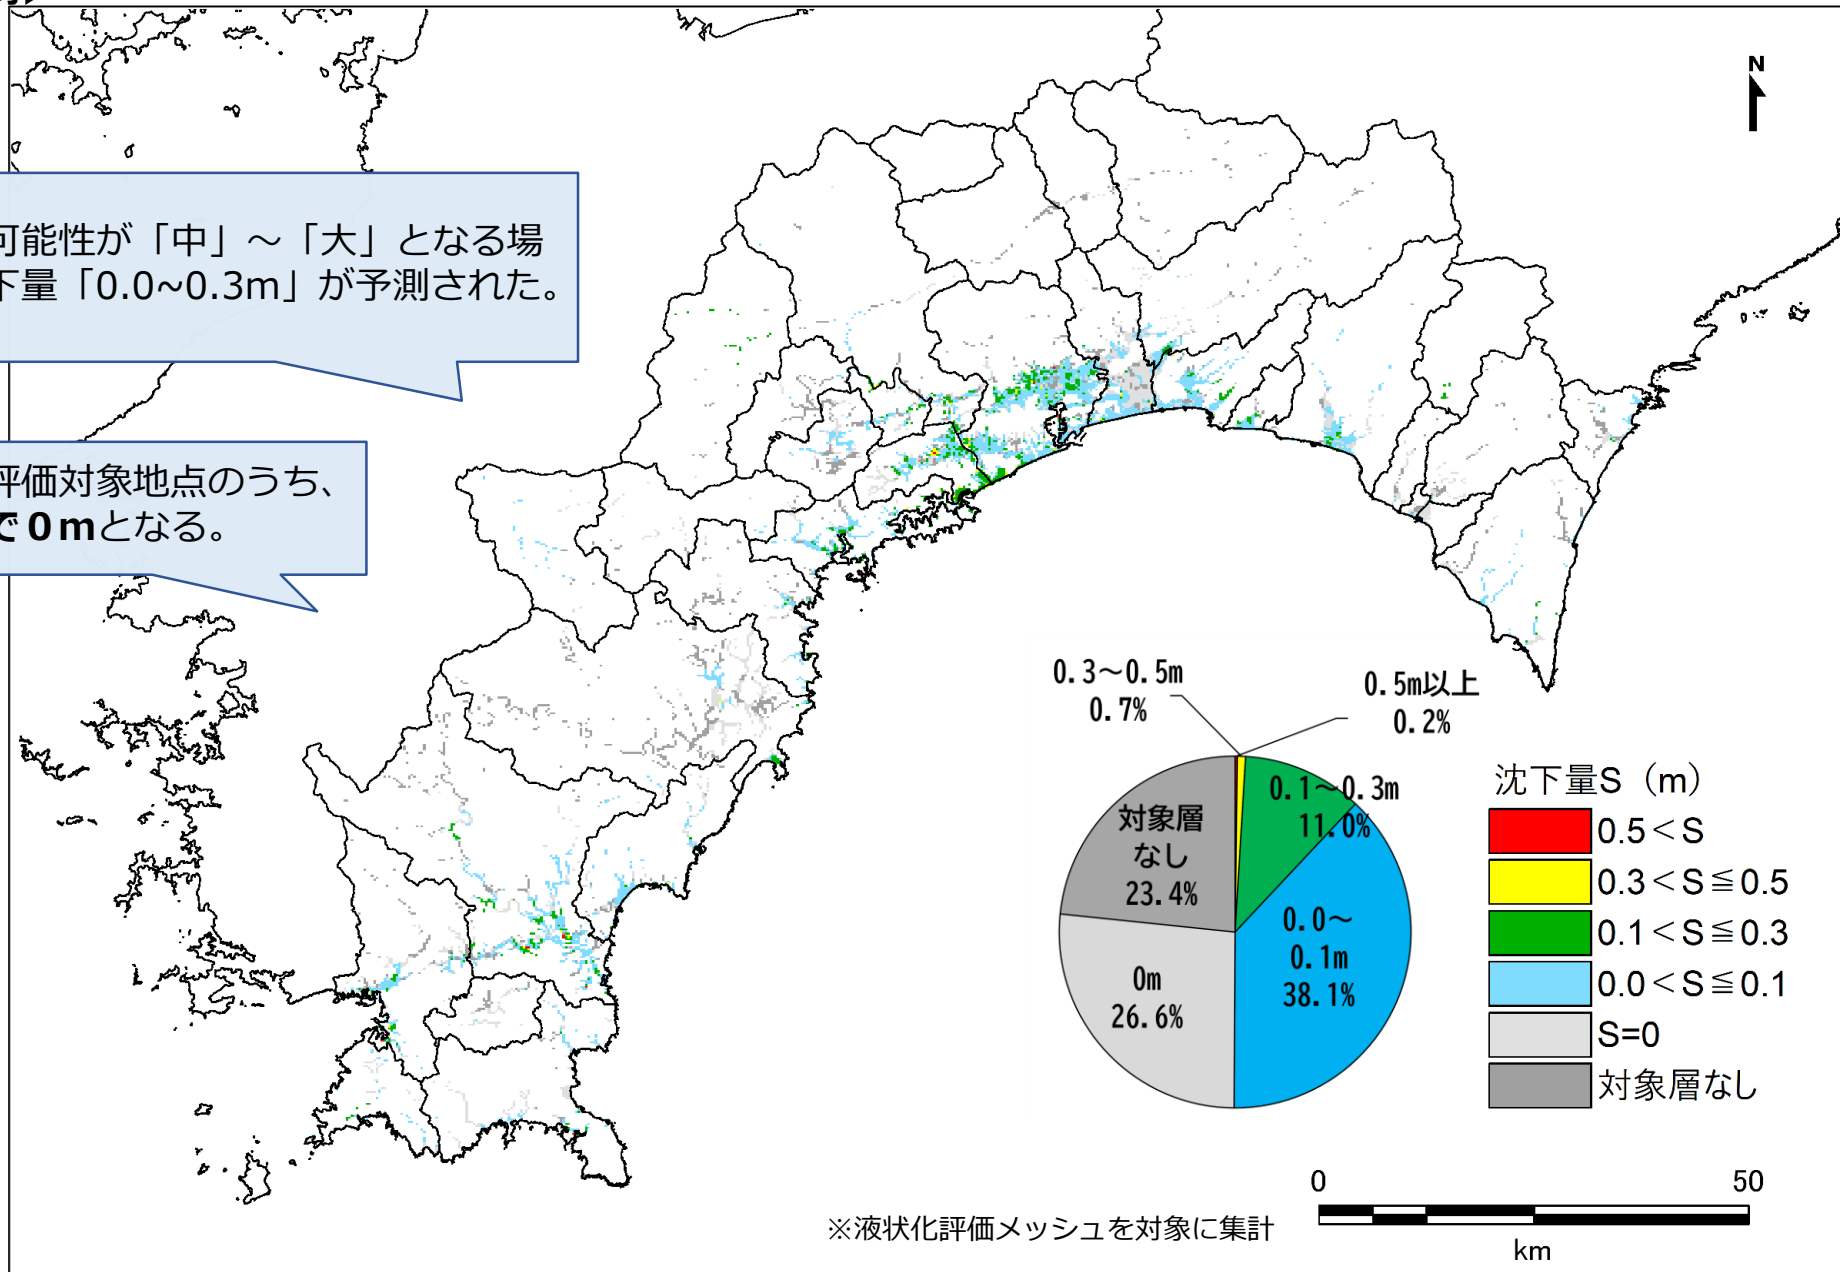 N
可能性が「中」～「大」となる場
下量「0.0~0.3m」が予測された。
評価対象地点のうち、
で0mとなる。
0.3～0.5m
0.7%
0.5m以上
0.2%
0.1～0.3m
11.0%
対象層
なし
23.4%
0.0～
0.1m
38.1%
0m
26.6%
沈下量S（m）
0.5＜S
0.3＜S≦0.5
0.1＜S≦0.3
0.0＜S≦0.1
S=0
対象層なし
0 50
km
※液状化評価メッシュを対象に集計